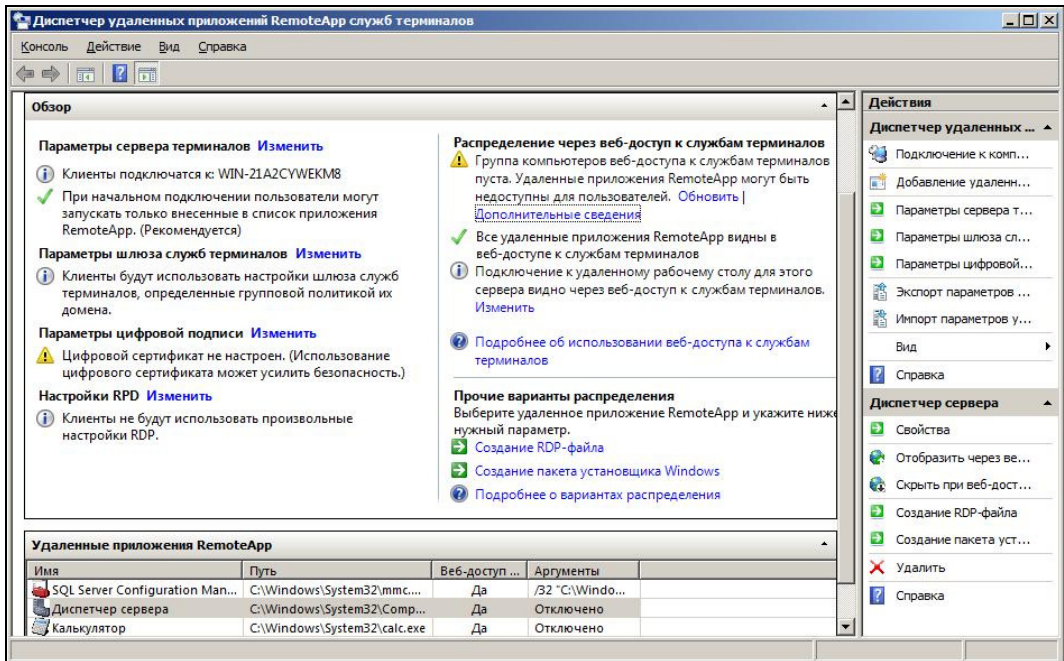 Диспетчер удаленных приложений RemoteApp служб терминалов
Консоль Действие Вид Справка
Обзор
Параметры сервера терминалов Изменить
Клиенты подключатся к: WIN-21A2CYWEKM8
При начальном подключении пользователи могут
запускать только внесенные в список приложения
RemoteApp. (Рекомендуется)
Параметры шлюза служб терминалов Изменить
Клиенты будут использовать настройки шлюза служб
терминалов, определенные групповой политикой их
домена.
Параметры цифровой подписи Изменить
Цифровой сертификат не настроен. (Использование
цифрового сертификата может усилить безопасность.)
Настройки RPD Изменить
Клиенты не будут использовать произвольные
настройки RDP.
Распределение через веб-доступ к службам терминалов
Группа компьютеров веб-доступа к службам терминалов
пуста. Удаленные приложения RemoteApp могут быть
недоступны для пользователей. Обновить |
Дополнительные сведения
Все удаленные приложения RemoteApp видны в
веб-доступе к службам терминалов
Подключение к удаленному рабочему столу для этого
сервера видно через веб-доступ к службам терминалов.
Изменить
Подробнее об использовании веб-доступа к службам
терминалов
Прочие варианты распределения
Выберите удаленное приложение RemoteApp и укажите ниже
нужный параметр.
Создание RDP-файла
Создание пакета установщика Windows
Подробнее о вариантах распределения
Удаленные приложения RemoteApp
Имя Путь Веб-доступ ... Аргументы
SQL Server Configuration Man... C:\Windows\System32\mmc.... Да /32 "C:\Windo...
Диспетчер сервера C:\Windows\System32\Comp... Да Отключено
Калькулятор C:\Windows\System32\calc.exe Да Отключено
Действия
Диспетчер удаленных ...
Подключение к комп...
Добавление удаленн...
Параметры сервера т...
Параметры шлюза сл...
Параметры цифровой...
Экспорт параметров ...
Импорт параметров у...
Вид
Справка
Диспетчер сервера
Свойства
Отобразить через ве...
Скрыть при веб-дост...
Создание RDP-файла
Создание пакета уст...
Удалить
Справка